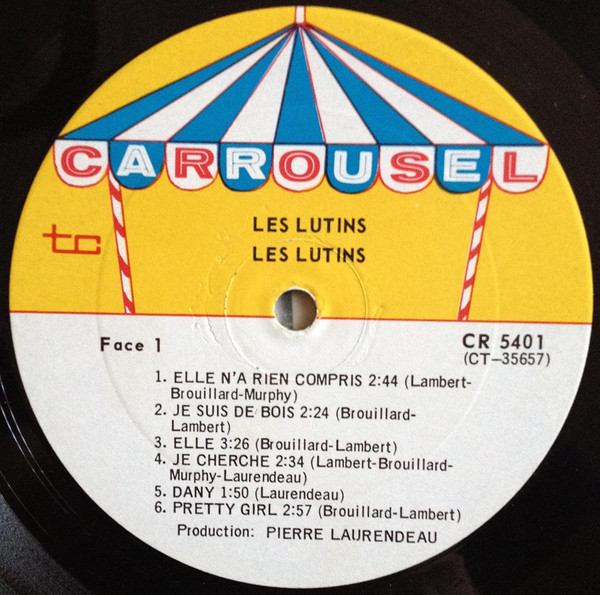 CARROUSEL
tc
LES LUTINS
LES LUTINS
Face 1
CR 5401
(CT-35657)
1. ELLE N'A RIEN COMPRIS 2:44 (Lambert-
Brouillard-Murphy)
2. JE SUIS DE BOIS 2:24 (Brouillard-
Lambert)
3. ELLE 3:26 (Brouillard-Lambert)
4. JE CHERCHE 2:34 (Lambert-Brouillard-
Murphy-Laurendeau)
5. DANY 1:50 (Laurendeau)
6. PRETTY GIRL 2:57 (Brouillard-Lambert)
Production: PIERRE LAURENDEAU